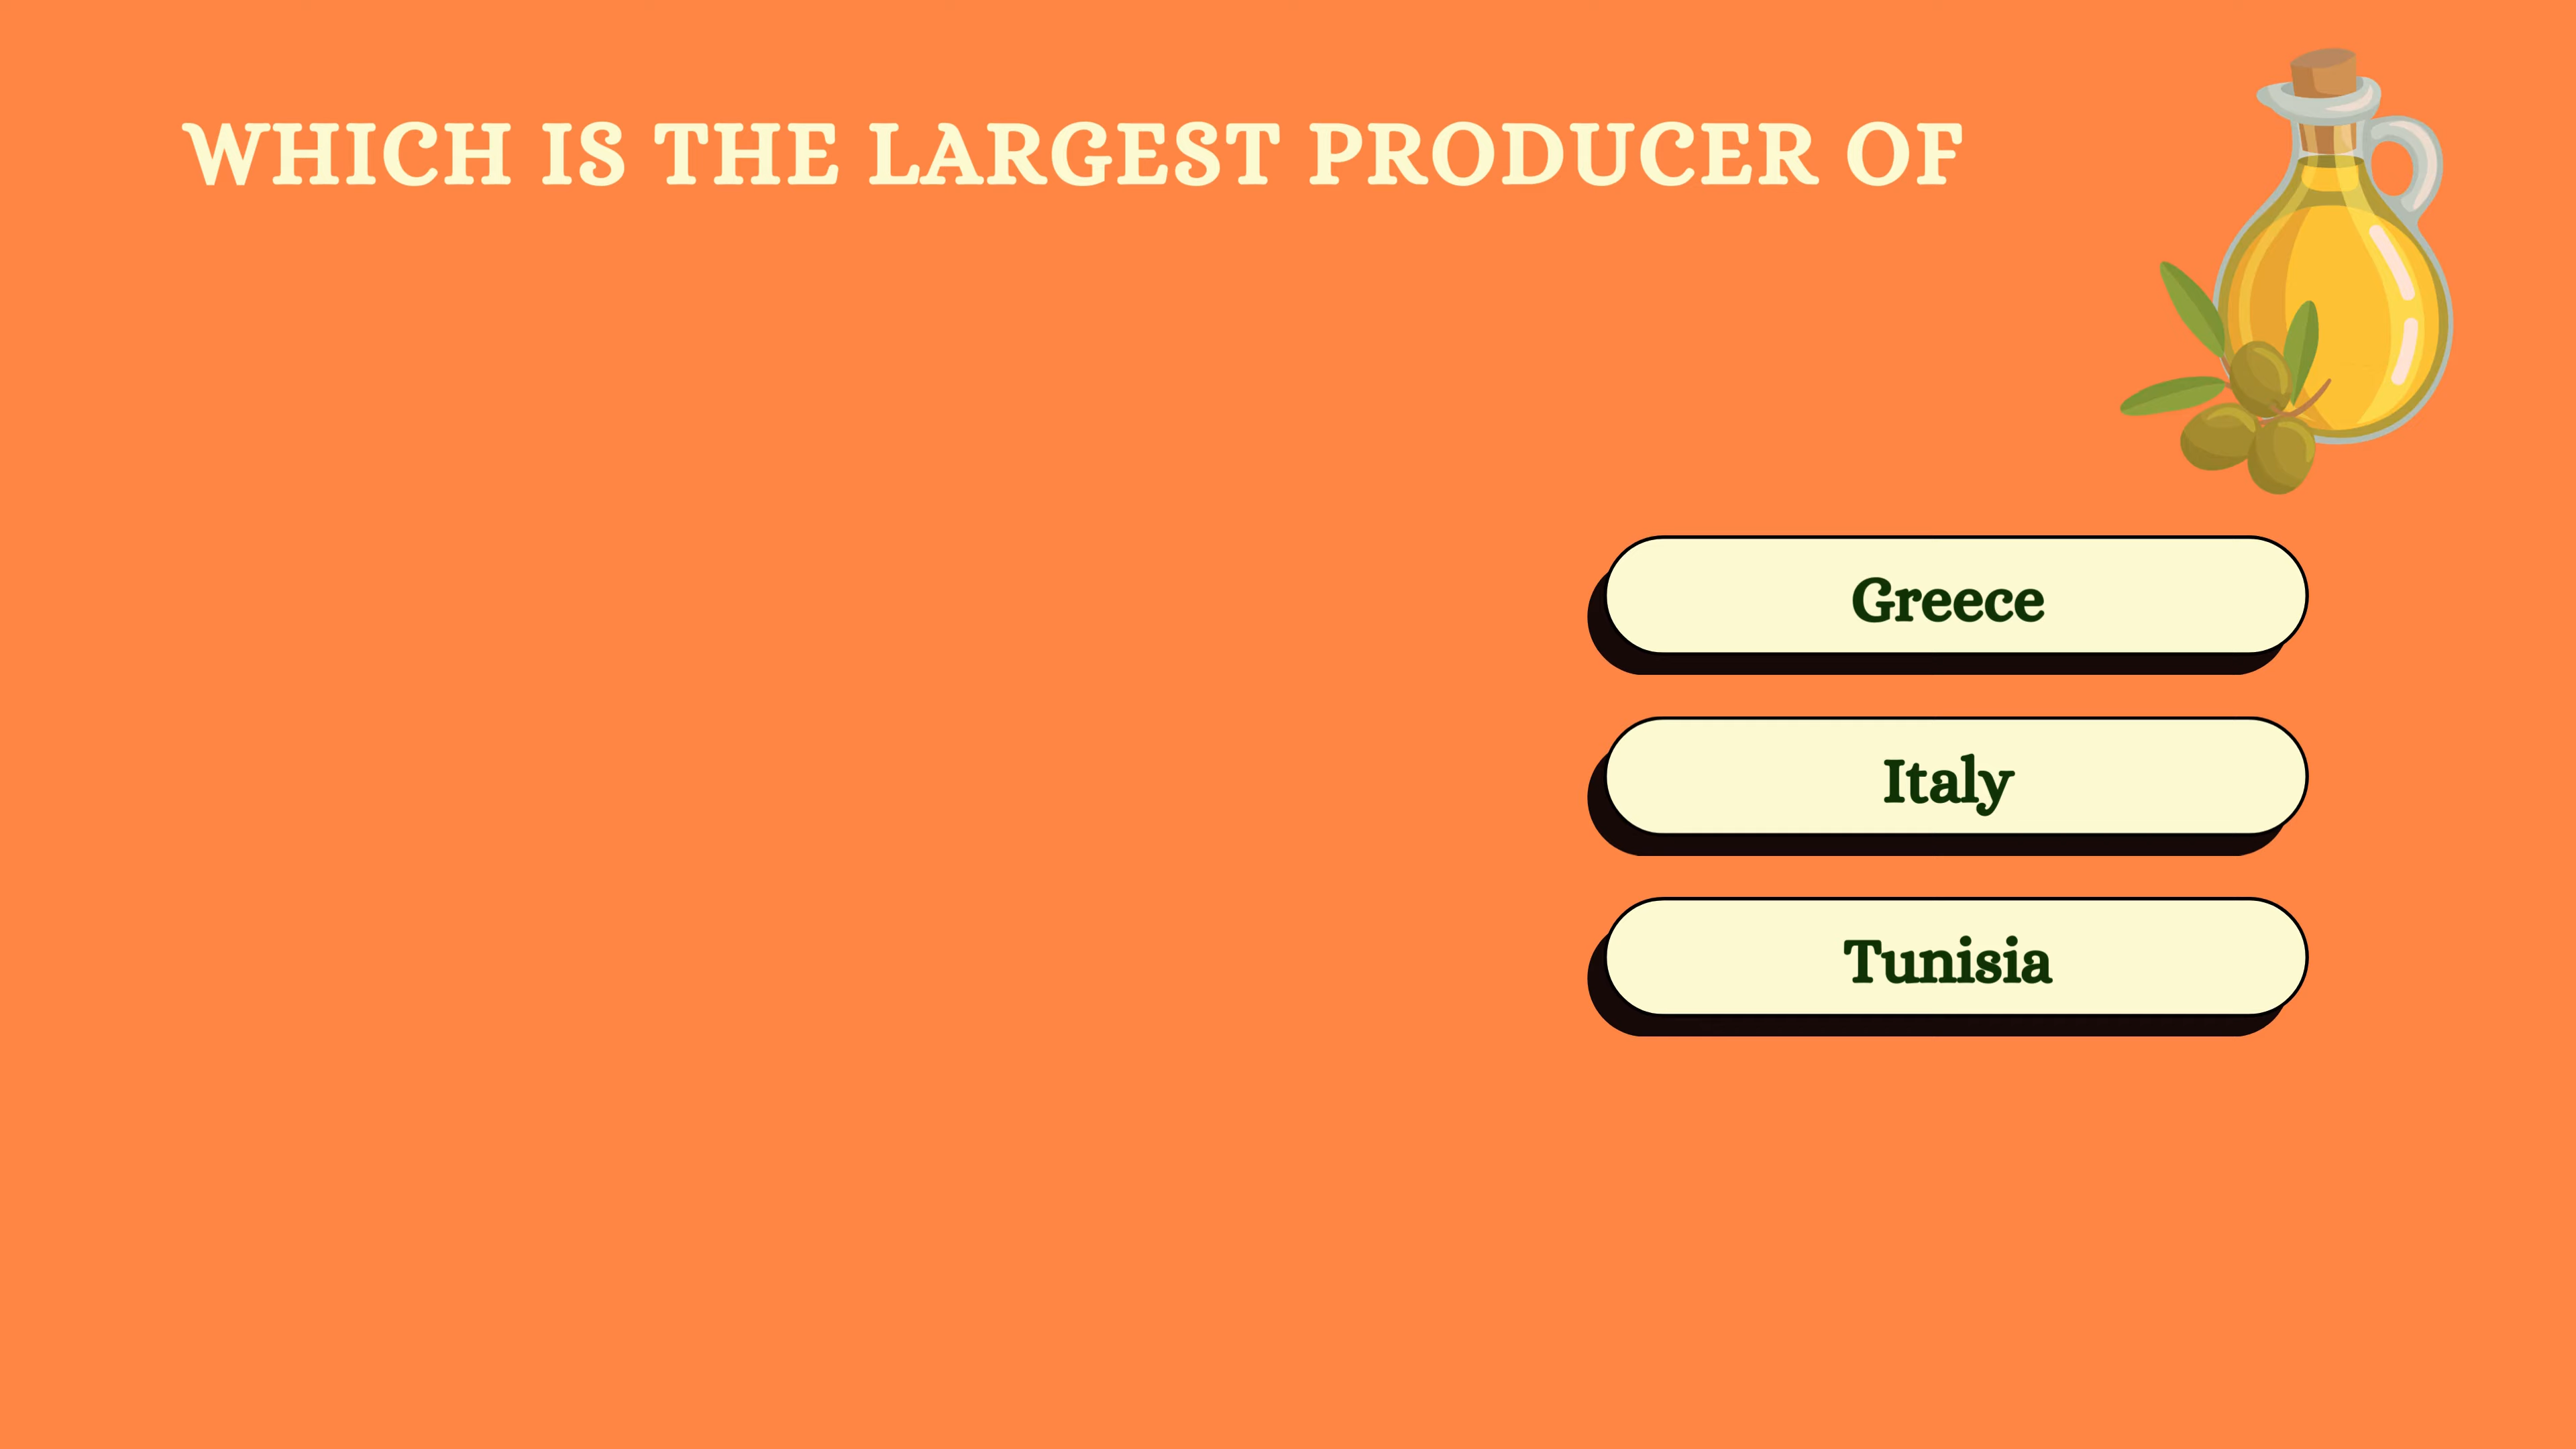 WHICH IS THE LARGEST PRODUCER OF
Greece
Italy
Tunisia